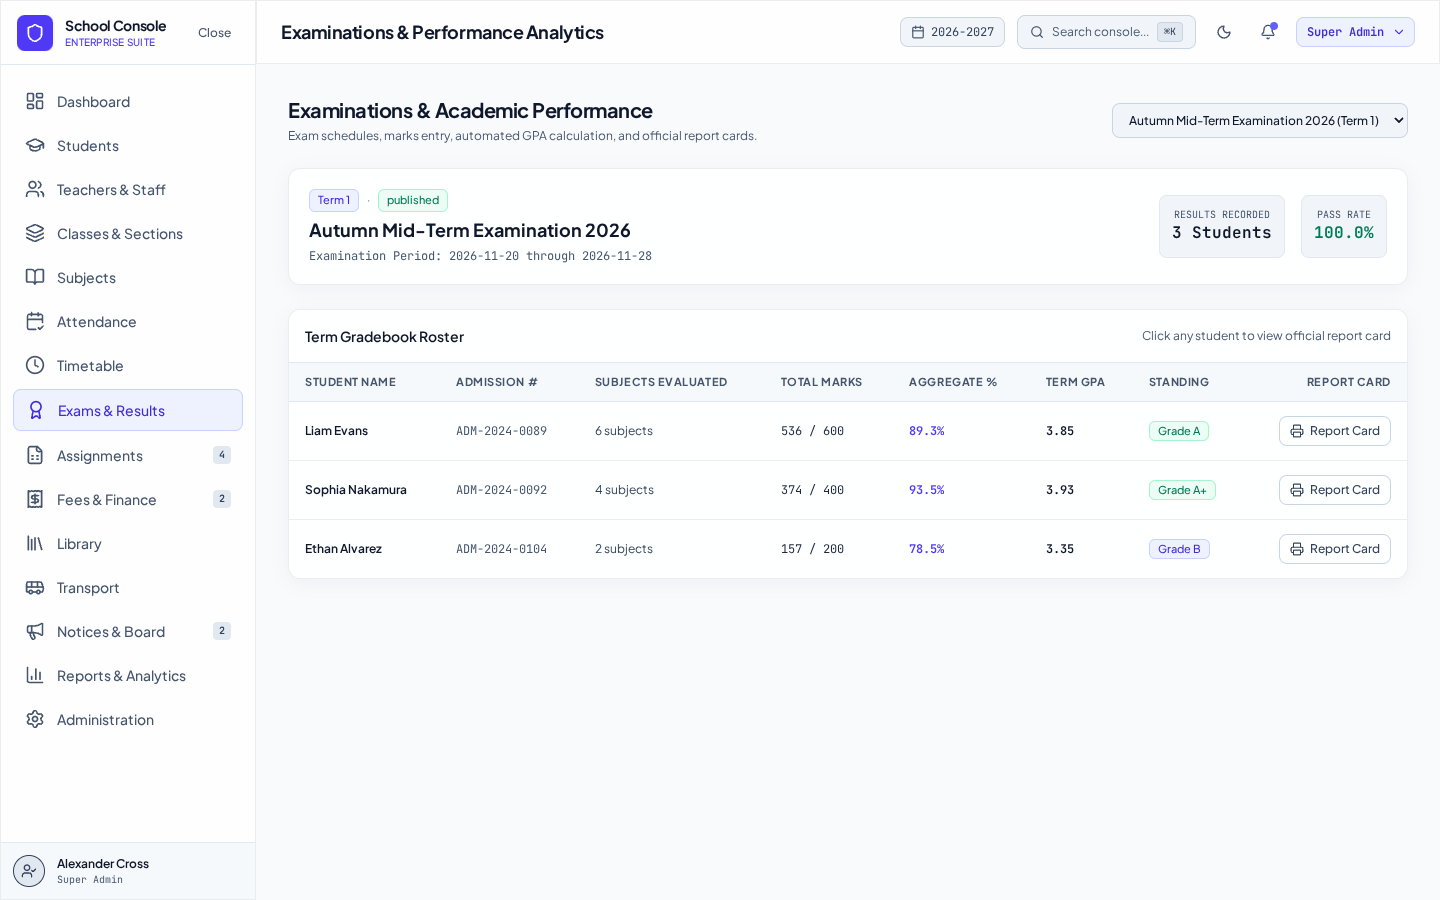 School Console
ENTERPRISE SUITE
Close
Examinations & Performance Analytics
2026-2027
Search console...
⌘K
Super Admin
Dashboard
Students
Teachers & Staff
Classes & Sections
Subjects
Attendance
Timetable
Exams & Results
Assignments 4
Fees & Finance 2
Library
Transport
Notices & Board 2
Reports & Analytics
Administration
Alexander Cross
Super Admin
Examinations & Academic Performance
Exam schedules, marks entry, automated GPA calculation, and official report cards.
Autumn Mid-Term Examination 2026 (Term 1)
Term 1 · published
Autumn Mid-Term Examination 2026
Examination Period: 2026-11-20 through 2026-11-28
RESULTS RECORDED
3 Students
PASS RATE
100.0%
Term Gradebook Roster
Click any student to view official report card
STUDENT NAME ADMISSION # SUBJECTS EVALUATED TOTAL MARKS AGGREGATE % TERM GPA STANDING REPORT CARD
Liam Evans ADM-2024-0089 6 subjects 536 / 600 89.3% 3.85 Grade A Report Card
Sophia Nakamura ADM-2024-0092 4 subjects 374 / 400 93.5% 3.93 Grade A+ Report Card
Ethan Alvarez ADM-2024-0104 2 subjects 157 / 200 78.5% 3.35 Grade B Report Card